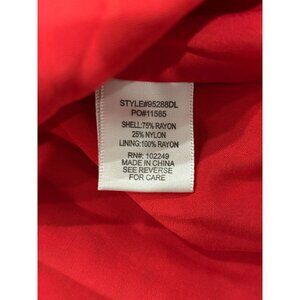 STYLE#95288DL
PO#11565
SHELL:75% RAYON
25% NYLON
LINING:100% RAYON
RN#: 102249
MADE IN CHINA
SEE REVERSE
FOR CARE